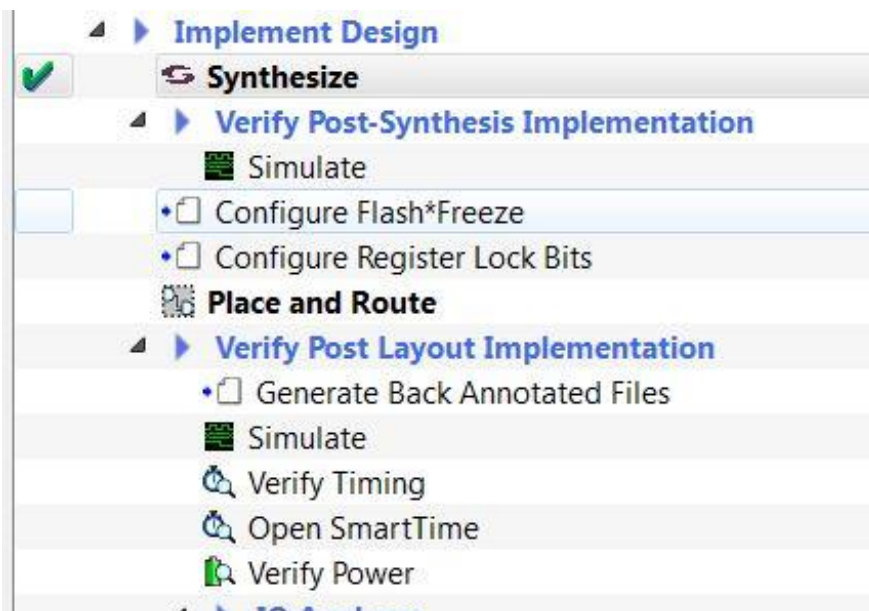 Implement Design
Synthesize
Verify Post-Synthesis Implementation
Simulate
Configure Flash*Freeze
Configure Register Lock Bits
Place and Route
Verify Post Layout Implementation
Generate Back Annotated Files
Simulate
Verify Timing
Open SmartTime
Verify Power